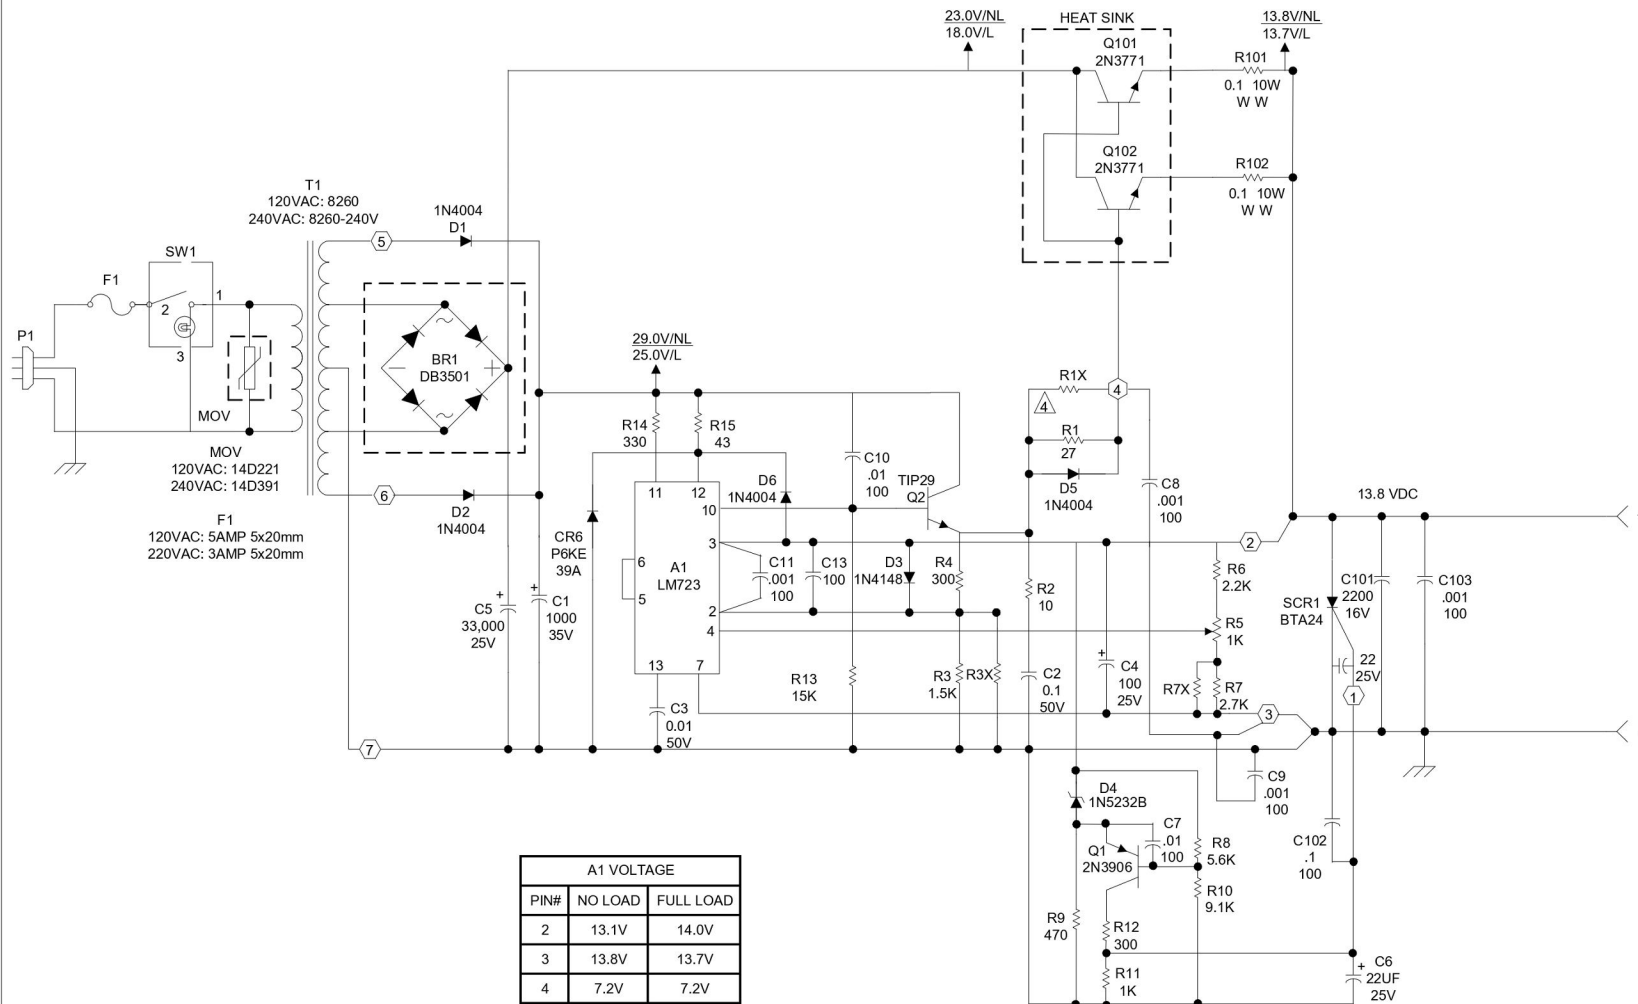 23.0V/NL
18.0V/L
HEAT SINK
13.8V/NL
13.7V/L
Q101
2N3771
R101
0.1 10W
W W
Q102
2N3771
R102
0.1 10W
W W
T1
120VAC: 8260
240VAC: 8260-240V
1N4004
D1
5
SW1
F1
1
2
3
P1
MOV
BR1
DB3501
29.0V/NL
25.0V/L
R1X
4
4
R14
330
R15
43
R1
27
MOV
120VAC: 14D221
240VAC: 14D391
6
D2
1N4004
F1
120VAC: 5AMP 5x20mm
220VAC: 3AMP 5x20mm
C10
.01
100
TIP29
Q2
D5
1N4004
C8
.001
100
13.8 VDC
D6
1N4004
11
12
10
3
CR6
P6KE
39A
6
5
A1
LM723
2
4
13
7
C11
.001
100
C13
100
D3
1N4148
R4
300
2
R6
2.2K
R2
10
R5
1K
SCR1
BTA24
C101
2200
16V
C103
.001
100
+
C5
33,000
25V
+
C1
1000
35V
22
25V
1
R13
15K
R3
1.5K
R3X
C2
0.1
50V
+
C4
100
25V
R7X
R7
2.7K
3
C3
0.01
50V
7
C9
.001
100
D4
1N5232B
C7
.01
100
Q1
2N3906
R8
5.6K
C102
.1
100
R10
9.1K
R9
470
R12
300
R11
1K
+
C6
22UF
25V
A1 VOLTAGE
PIN# NO LOAD FULL LOAD
2 13.1V 14.0V
3 13.8V 13.7V
4 7.2V 7.2V